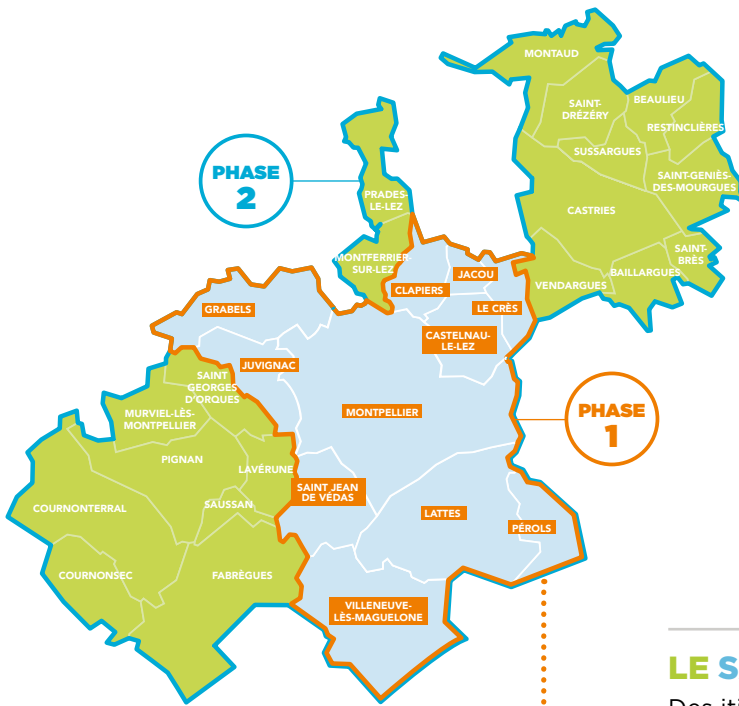 MONTAUD
SAINT-
DRÉZÉRY
BEAULIEU
RESTINCLIÈRES
SUSSARGUES
SAINT-GENIÈS-
DES-MOURGUES
CASTRIES
SAINT-
BRÈS
BAILLARGUES
VENDARGUES
PHASE
2
PRADES-
LE-LEZ
MONTFERRIER-
SUR-LEZ
JACOU
CLAPIERS
LE CRÈS
CASTELNAU-
LE-LEZ
GRABELS
JUVIGNAC
MONTPELLIER
PHASE
1
SAINT
GEORGES
D'ORQUES
MURVIEL-LÈS-
MONTPELLIER
PIGNAN
LAVÉRUNE
SAINT JEAN
DE VÉDAS
COURNONTERRAL
SAUSSAN
LATTES
PÉROLS
COURNONSEC
FABRÈGUES
VILLENEUVE-
LÈS-MAGUELONE
LE S
Des iti